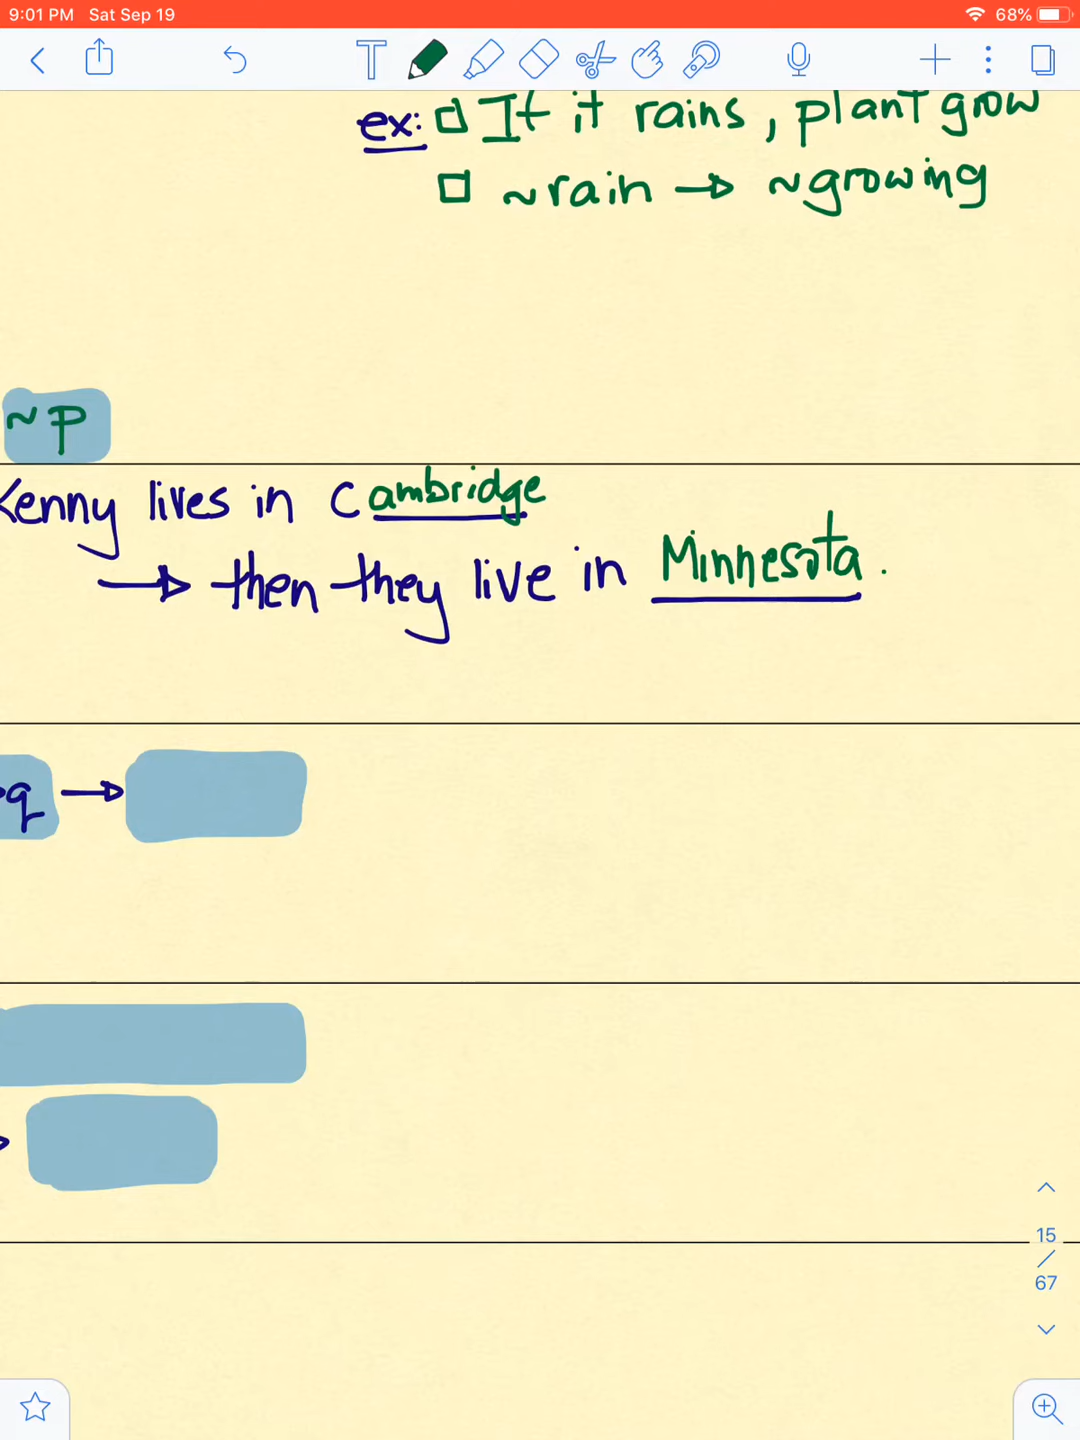 9:01 PM Sat Sep 19 68%
T
ex: If it rains, plant grow
~rain → ~growing
~p
Kenny lives in Cambridge
→ then they live in Minnesota.
q →
15
/
67